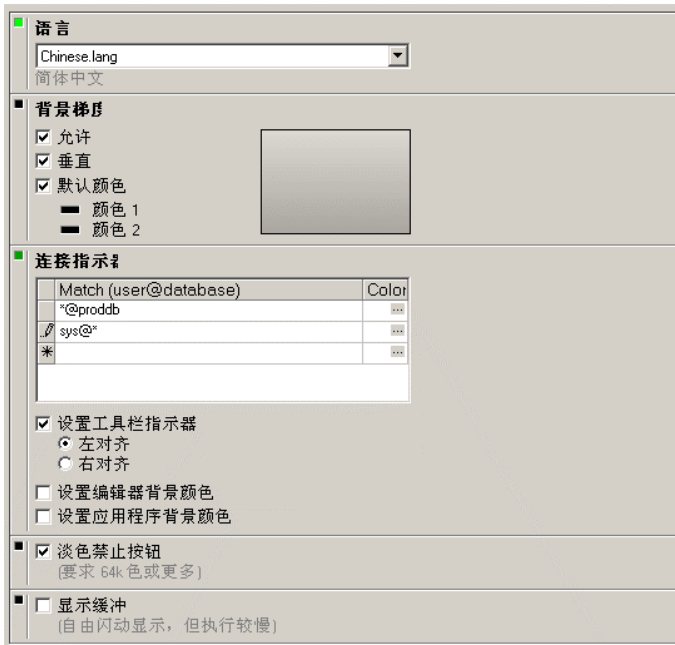 语言
Chinese.lang
简体中文
背景梯度
允许
垂直
默认颜色
颜色 1
颜色 2
连接指示器
Match (user@database) Color
*@proddb ...
sys@* ...
...
设置工具栏指示器
左对齐
右对齐
设置编辑器背景颜色
设置应用程序背景颜色
淡色禁止按钮
(要求 64k 色或更多)
显示缓冲
(自由闪动显示，但执行较慢)